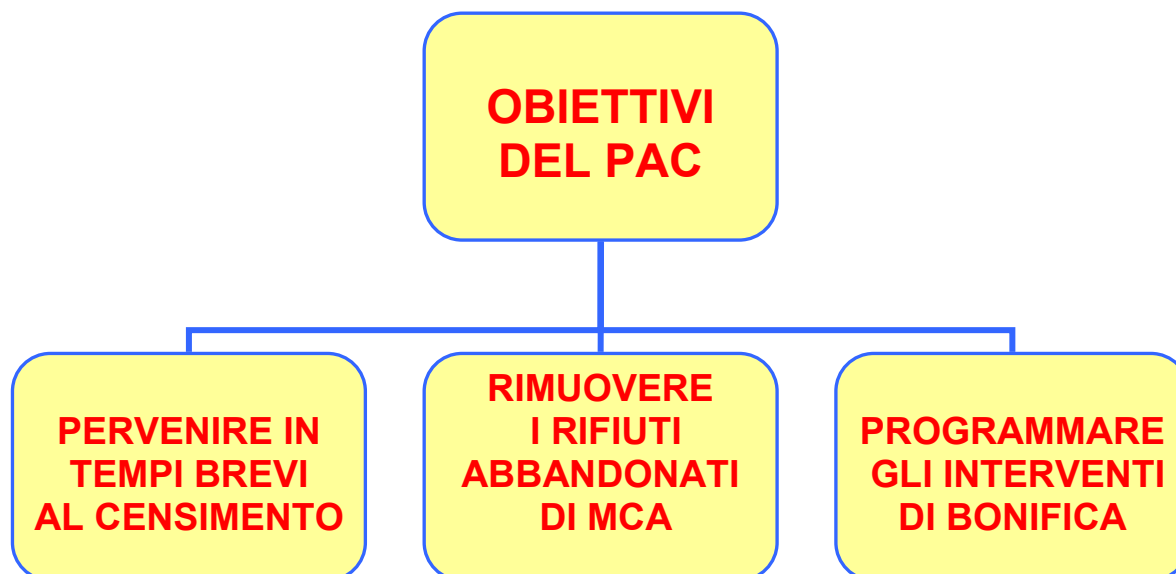 OBIETTIVI
DEL PAC
PERVENIRE IN
TEMPI BREVI
AL CENSIMENTO
RIMUOVERE
I RIFIUTI
ABBANDONATI
DI MCA
PROGRAMMARE
GLI INTERVENTI
DI BONIFICA